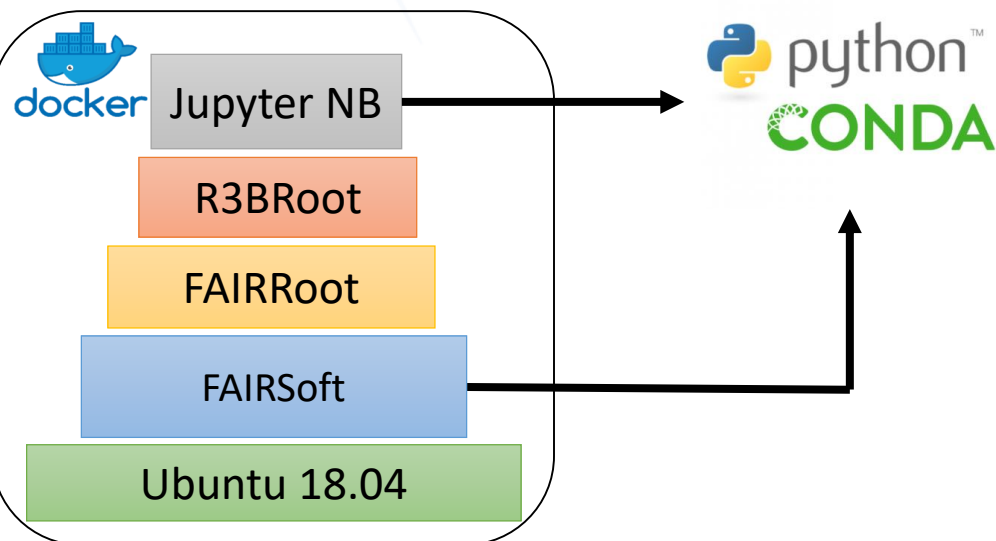 docker
Jupyter NB
python™
CONDA
R3BRoot
FAIRRoot
FAIRSoft
Ubuntu 18.04